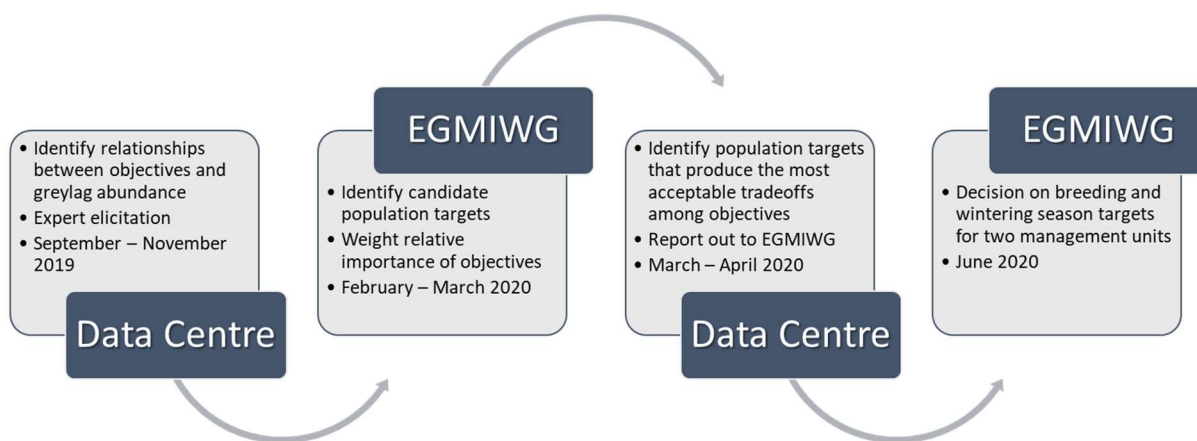 • Identify relationships
between objectives and
greylag abundance
• Expert elicitation
• September – November
2019
Data Centre
EGMIWG
• Identify candidate
population targets
• Weight relative
importance of objectives
• February – March 2020
• Identify population targets
that produce the most
acceptable tradeoffs
among objectives
• Report out to EGMIWG
• March – April 2020
Data Centre
EGMIWG
• Decision on breeding and
wintering season targets
for two management units
• June 2020